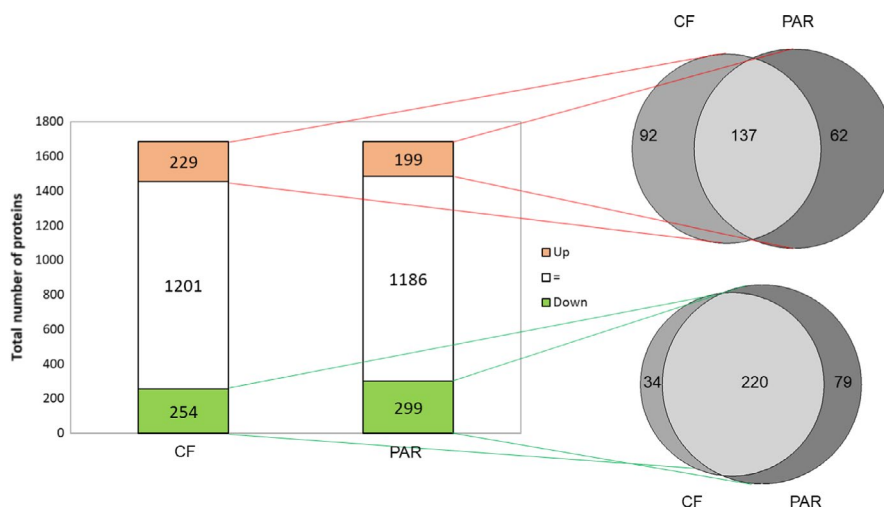 CF PAR
92 137 62
1800
1600
1400
1200
1000
800
600
400
200
0
Total number of proteins
229 199
1201 1186
254 299
CF PAR
Up
=
Down
34 220 79
CF PAR